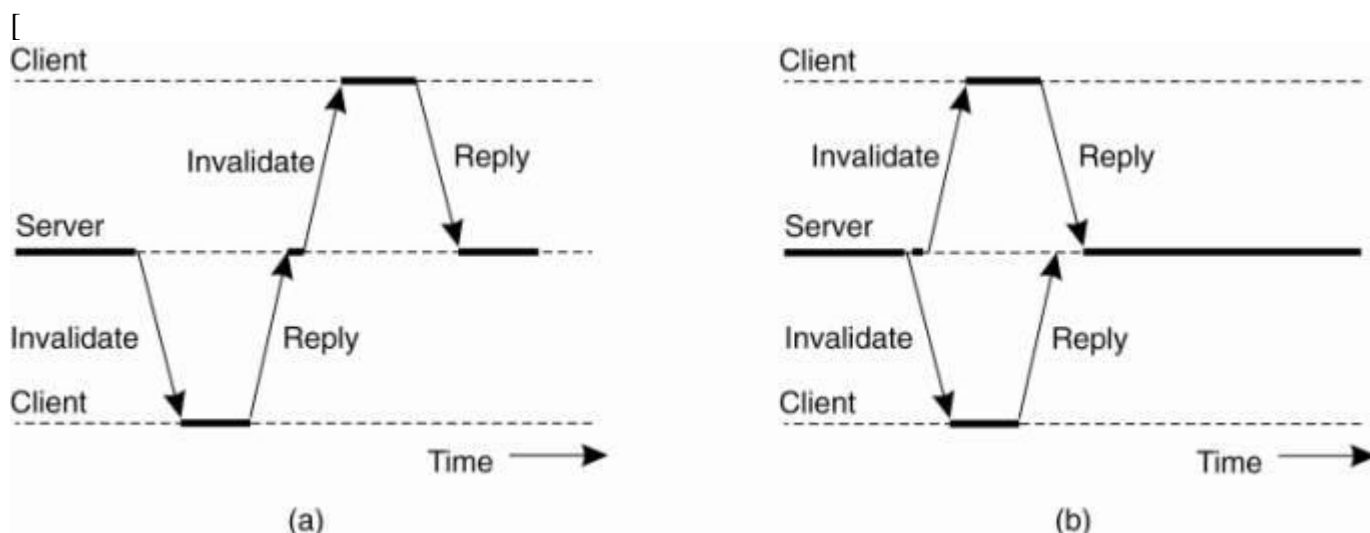 [
Client
Client
Invalidate
Reply
Invalidate
Reply
Server
Server
Invalidate
Reply
Invalidate
Reply
Client
Client
Time
Time
(a)
(b)